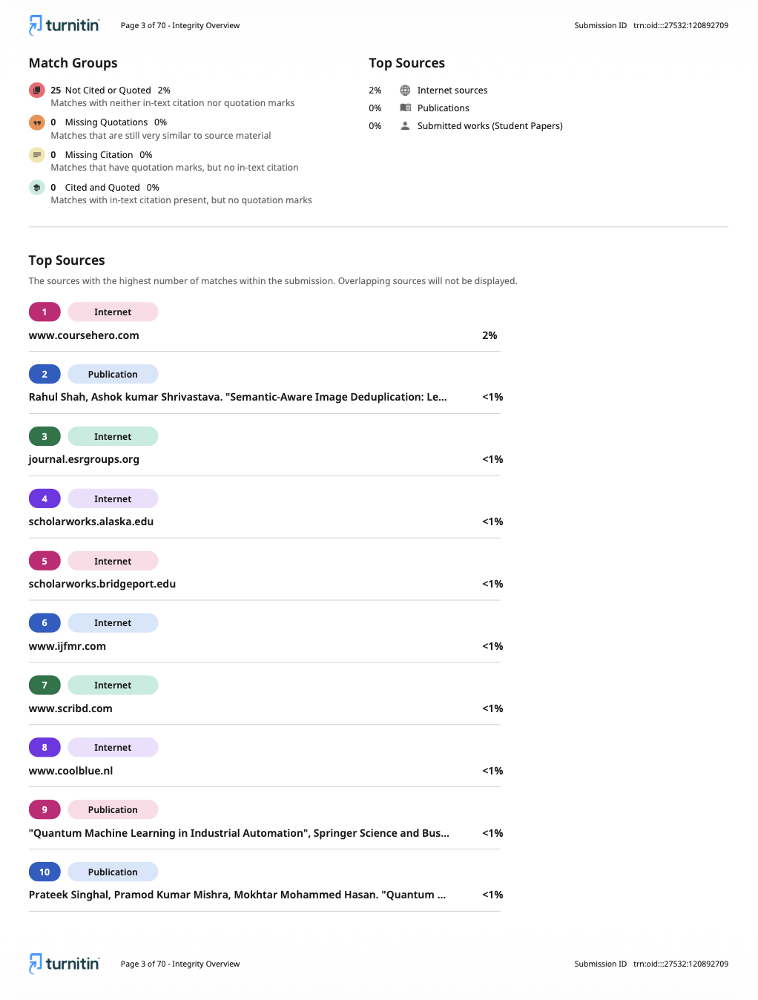 turnitin Page 3 of 70 - Integrity Overview Submission ID trn:oid:::27532:120892709
Match Groups
25 Not Cited or Quoted 2%
Matches with neither in-text citation nor quotation marks
0 Missing Quotations 0%
Matches that are still very similar to source material
0 Missing Citation 0%
Matches that have quotation marks, but no in-text citation
0 Cited and Quoted 0%
Matches with in-text citation present, but no quotation marks
Top Sources
2% Internet sources
0% Publications
0% Submitted works (Student Papers)
Top Sources
The sources with the highest number of matches within the submission. Overlapping sources will not be displayed.
1 Internet
www.coursehero.com 2%
2 Publication
Rahul Shah, Ashok kumar Shrivastava. "Semantic-Aware Image Deduplication: Le... <1%
3 Internet
journal.esrgroups.org <1%
4 Internet
scholarworks.alaska.edu <1%
5 Internet
scholarworks.bridgeport.edu <1%
6 Internet
www.ijfmr.com <1%
7 Internet
www.scribd.com <1%
8 Internet
www.coolblue.nl <1%
9 Publication
"Quantum Machine Learning in Industrial Automation", Springer Science and Bus... <1%
10 Publication
Prateek Singhal, Pramod Kumar Mishra, Mokhtar Mohammed Hasan. "Quantum ... <1%
turnitin Page 3 of 70 - Integrity Overview Submission ID trn:oid:::27532:120892709